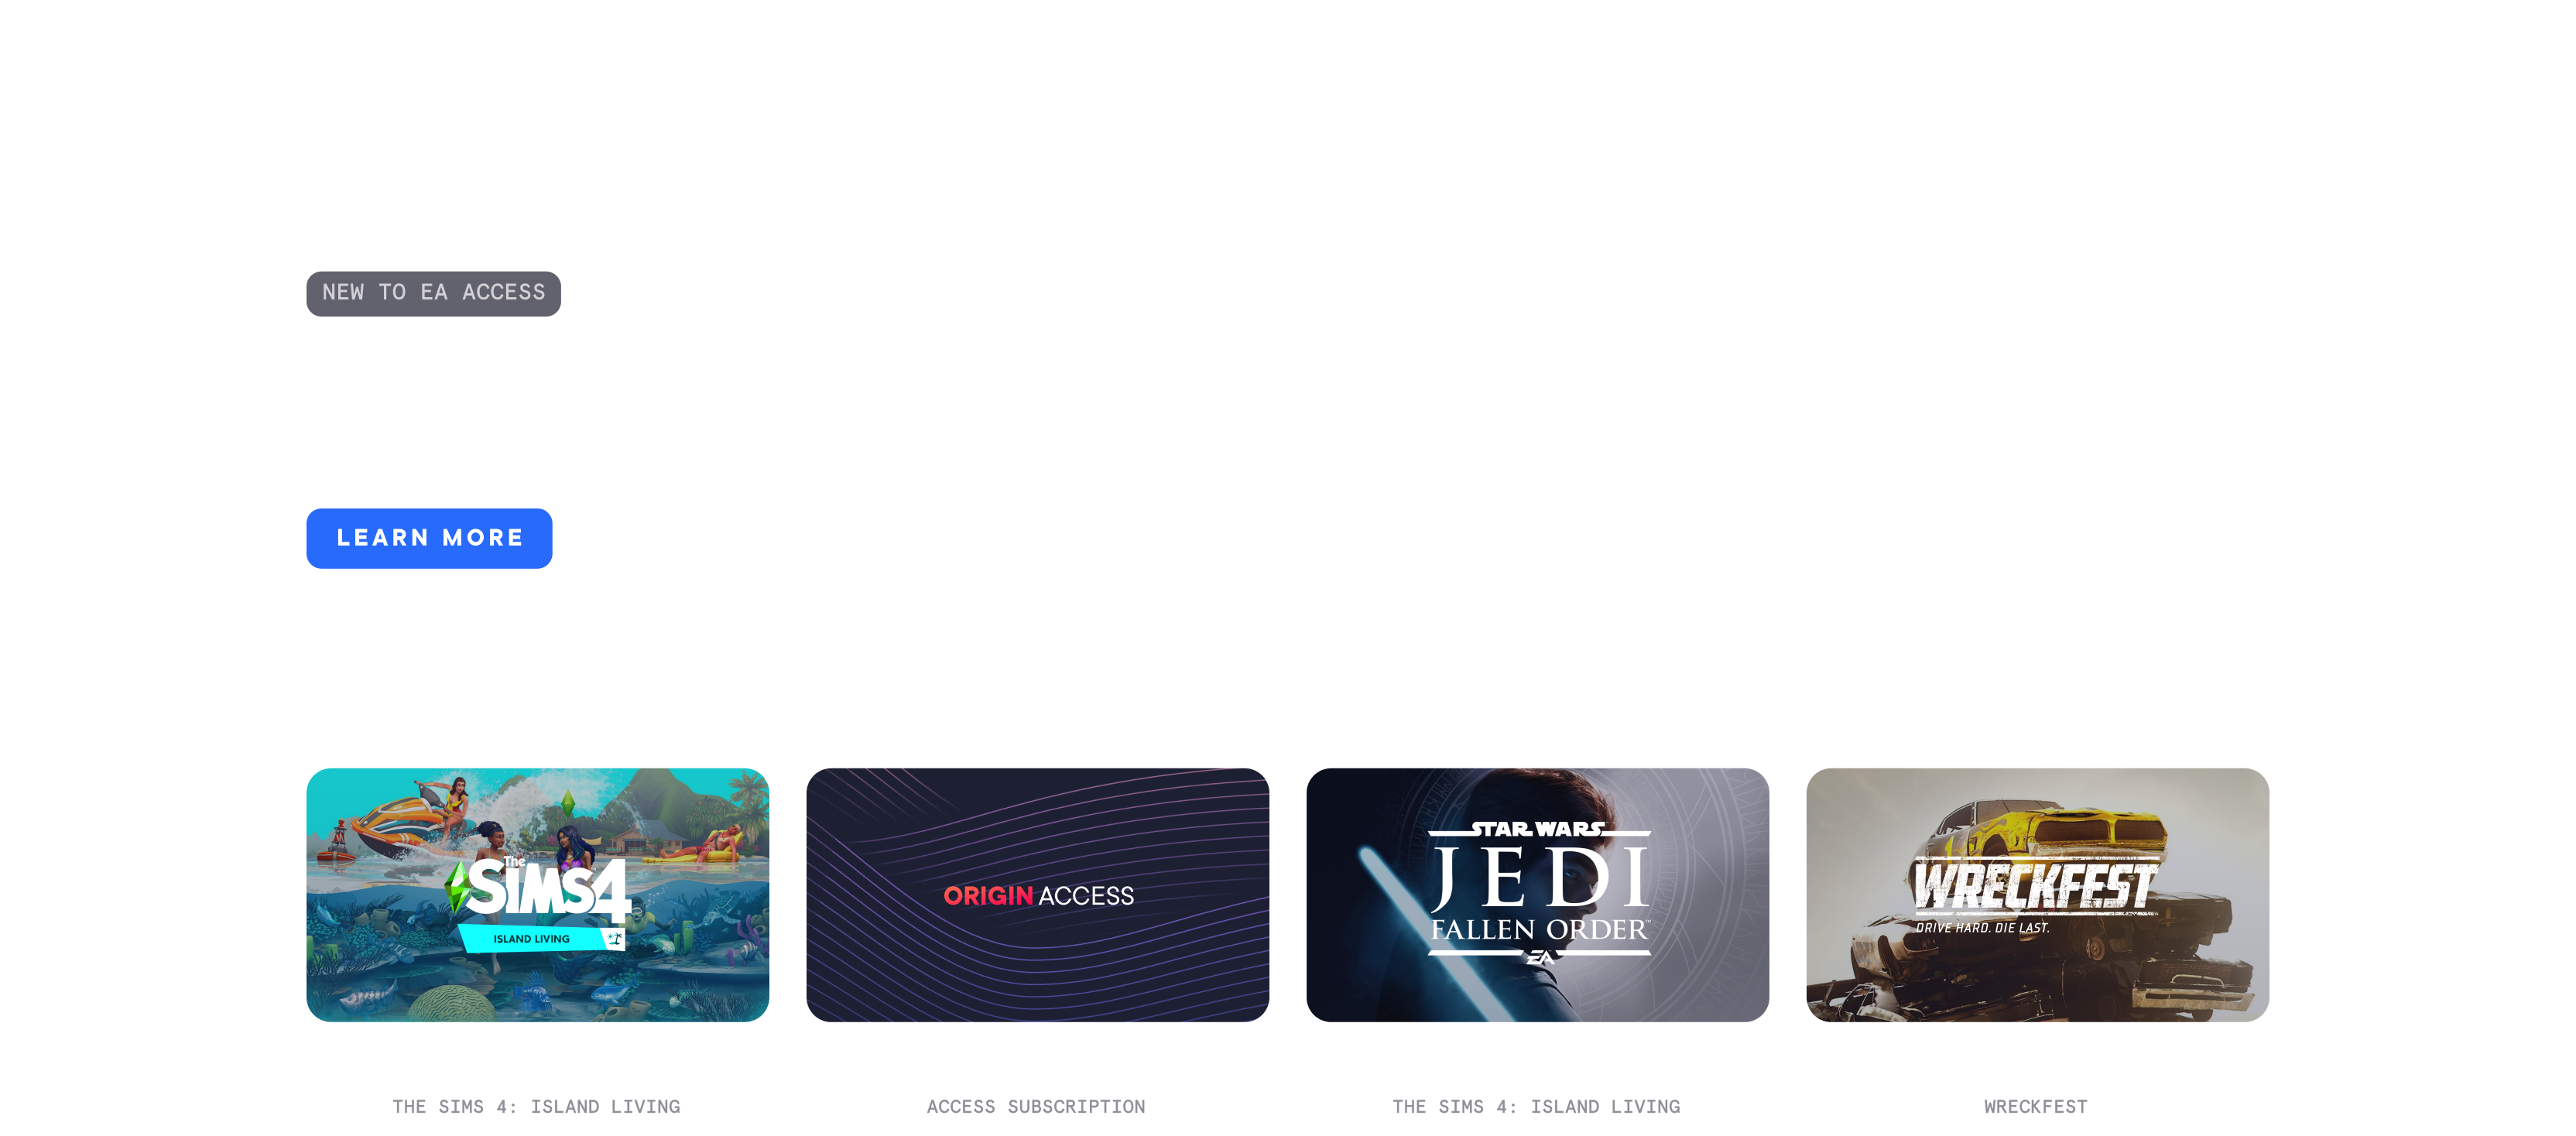 NEW TO EA ACCESS
LEARN MORE
The
SIMS4
ISLAND LIVING
ORIGIN ACCESS
STAR WARS
JEDI
FALLEN ORDER™
EA
WRECKFEST
DRIVE HARD. DIE LAST.
THE SIMS 4: ISLAND LIVING
ACCESS SUBSCRIPTION
THE SIMS 4: ISLAND LIVING
WRECKFEST